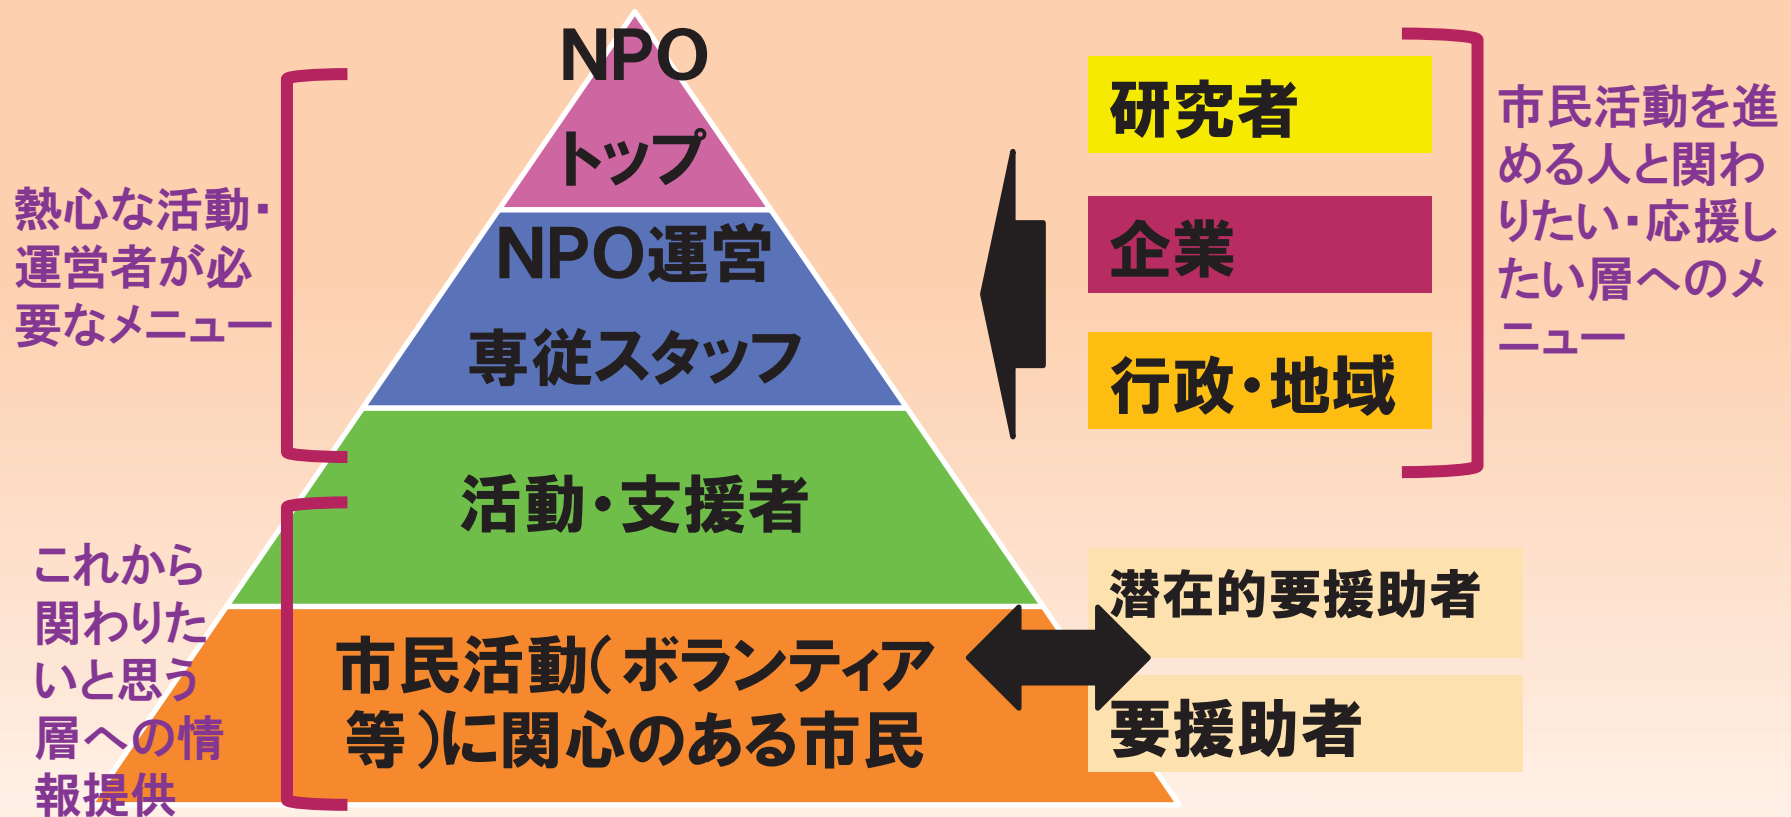 NPO
トップ
NPO運営
専従スタッフ
活動・支援者
市民活動(ボランティア
等)に関心のある市民
熱心な活動・
運営者が必
要なメニュー
これから
関わりた
いと思う
層への情
報提供
研究者
企業
行政・地域
市民活動を進
める人と関わ
りたい・応援し
たい層へのメ
ニュー
潜在的要援助者
要援助者